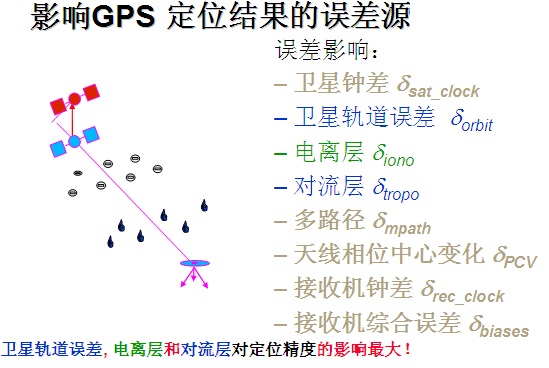 影响GPS 定位结果的误差源
误差影响：
– 卫星钟差 δsat_clock
– 卫星轨道误差 δorbit
– 电离层 δiono
– 对流层 δtropo
– 多路径 δmpath
– 天线相位中心变化 δPCV
– 接收机钟差 δrec_clock
– 接收机综合误差 δbiases
卫星轨道误差, 电离层和对流层对定位精度的影响最大！